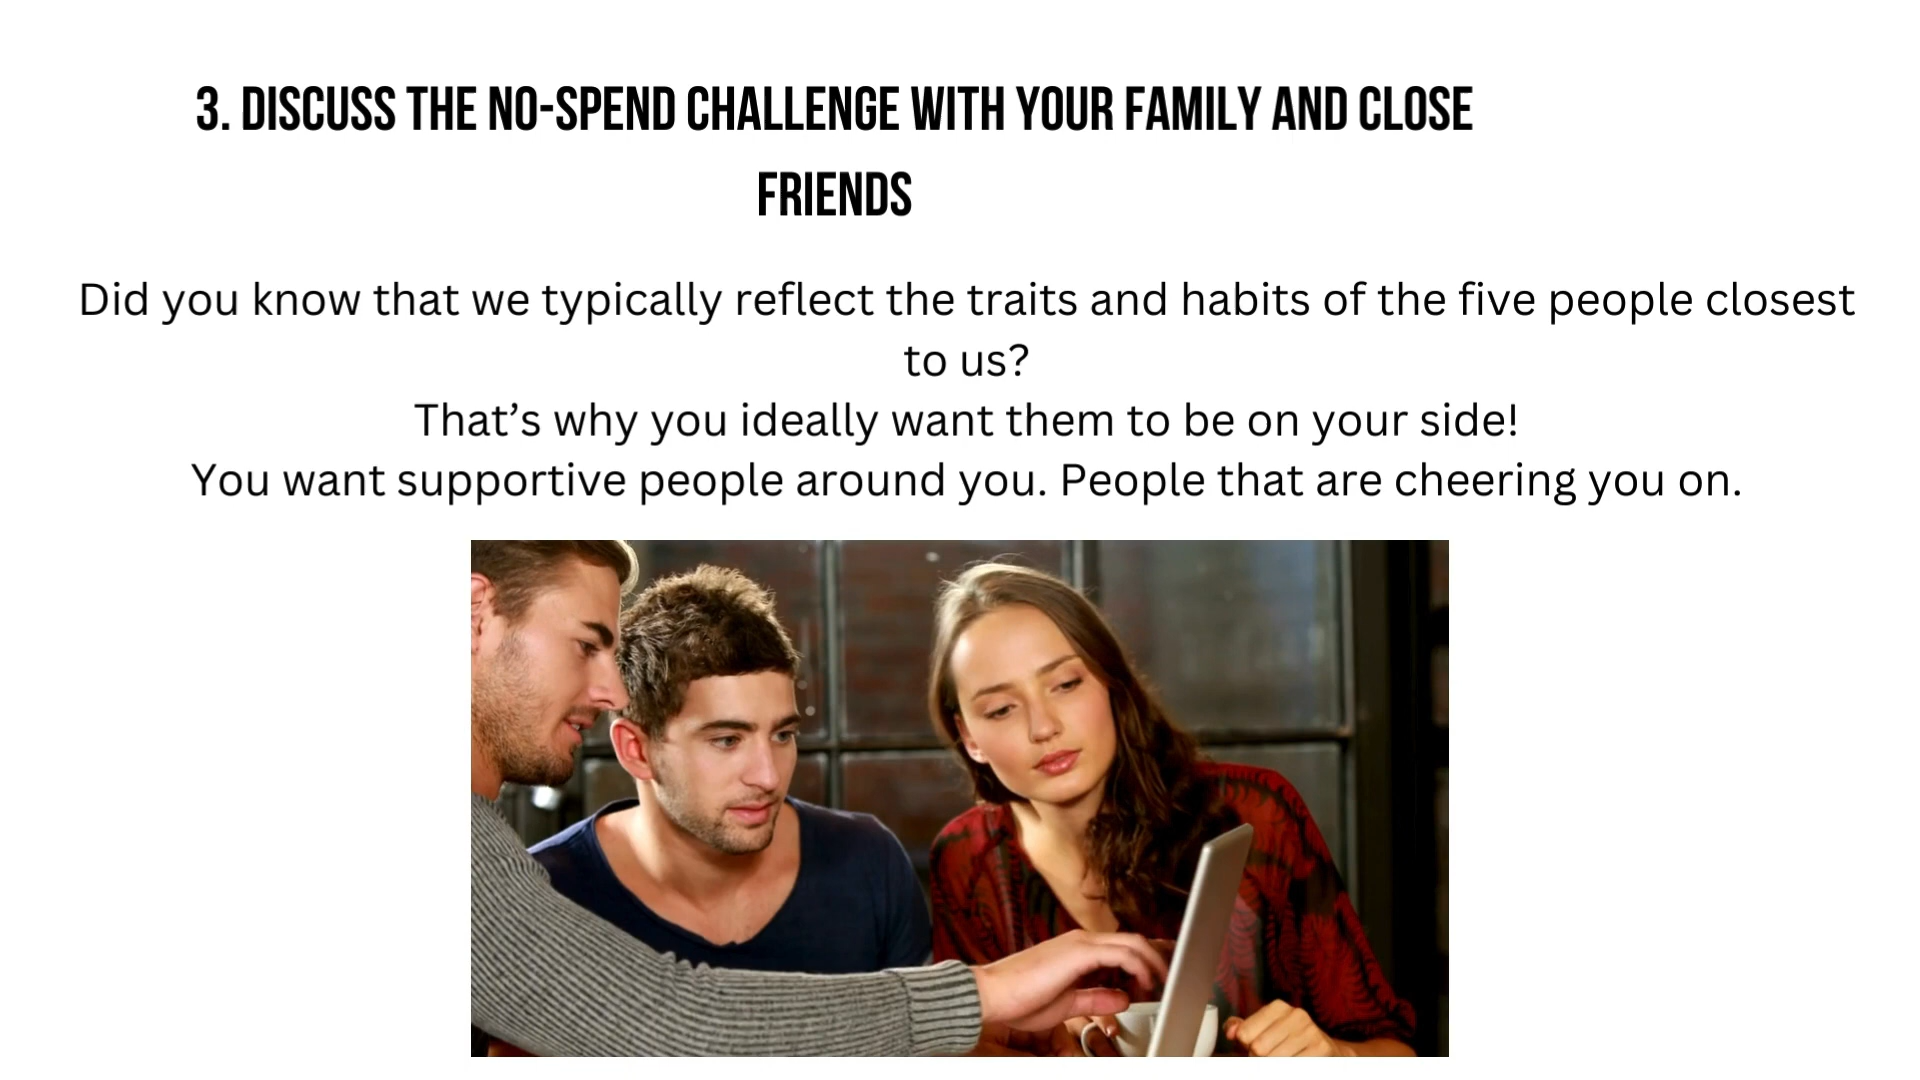 3. DISCUSS THE NO-SPEND CHALLENGE WITH YOUR FAMILY AND CLOSE
FRIENDS
Did you know that we typically reflect the traits and habits of the five people closest
to us?
That’s why you ideally want them to be on your side!
You want supportive people around you. People that are cheering you on.